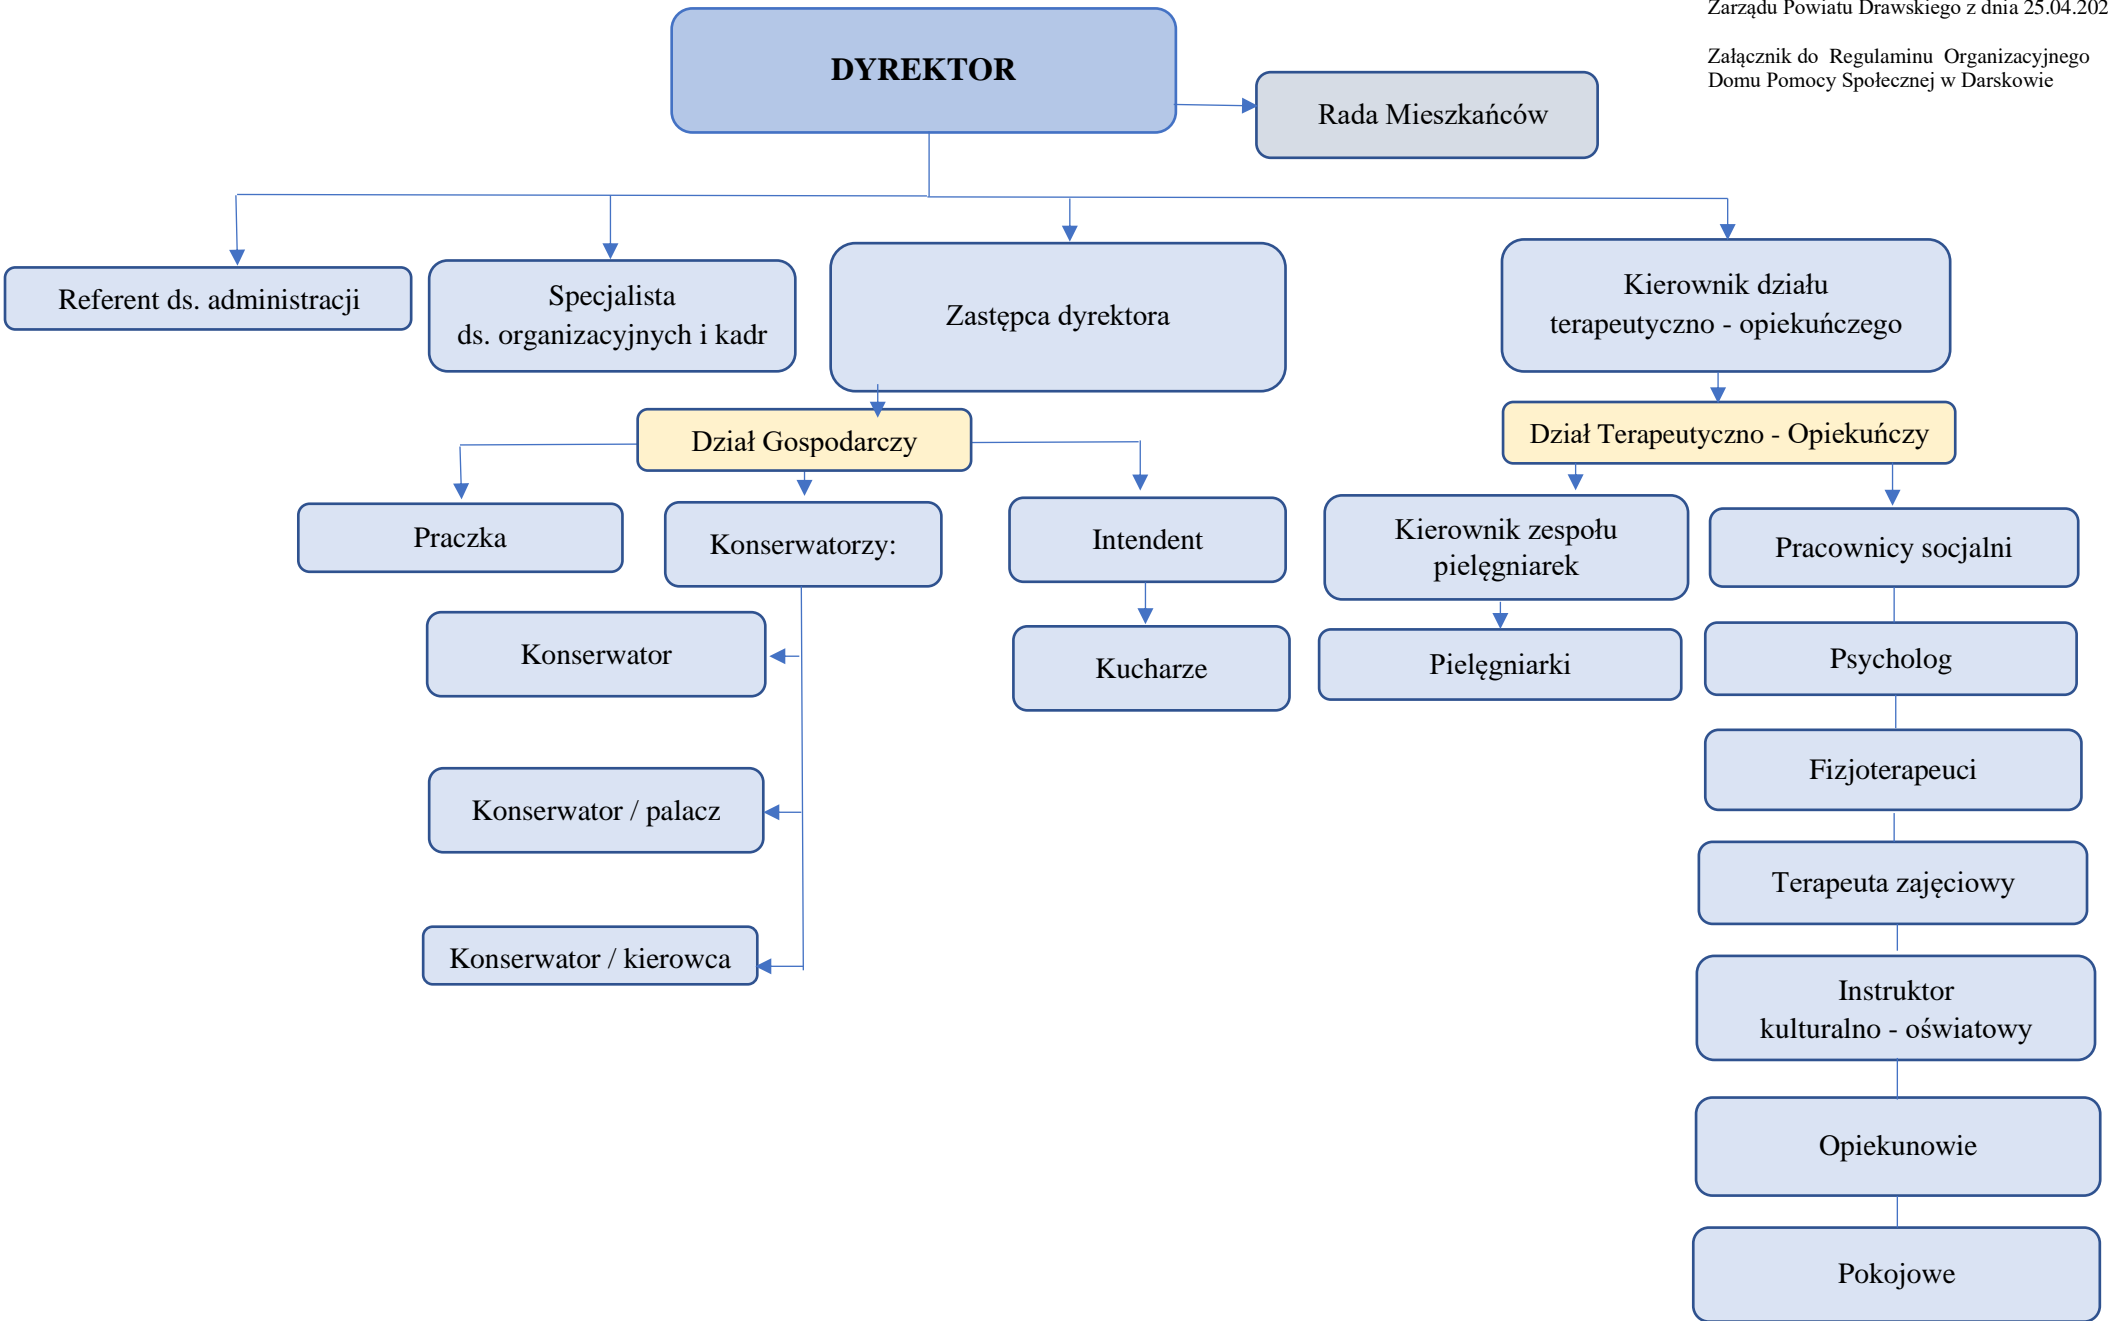 Zarządu Powiatu Drawskiego z dnia 25.04.202
Załącznik do Regulaminu Organizacyjnego
Domu Pomocy Społecznej w Darskowie
DYREKTOR
Rada Mieszkańców
Referent ds. administracji
Specjalista
ds. organizacyjnych i kadr
Zastępca dyrektora
Kierownik działu
terapeutyczno - opiekuńczego
Dział Gospodarczy
Dział Terapeutyczno - Opiekuńczy
Praczka
Konserwatorzy:
Intendent
Kierownik zespołu
pielęgniarek
Pracownicy socjalni
Konserwator
Kucharze
Pielęgniarki
Psycholog
Konserwator / palacz
Fizjoterapeuci
Terapeuta zajęciowy
Konserwator / kierowca
Instruktor
kulturalno - oświatowy
Opiekunowie
Pokojowe